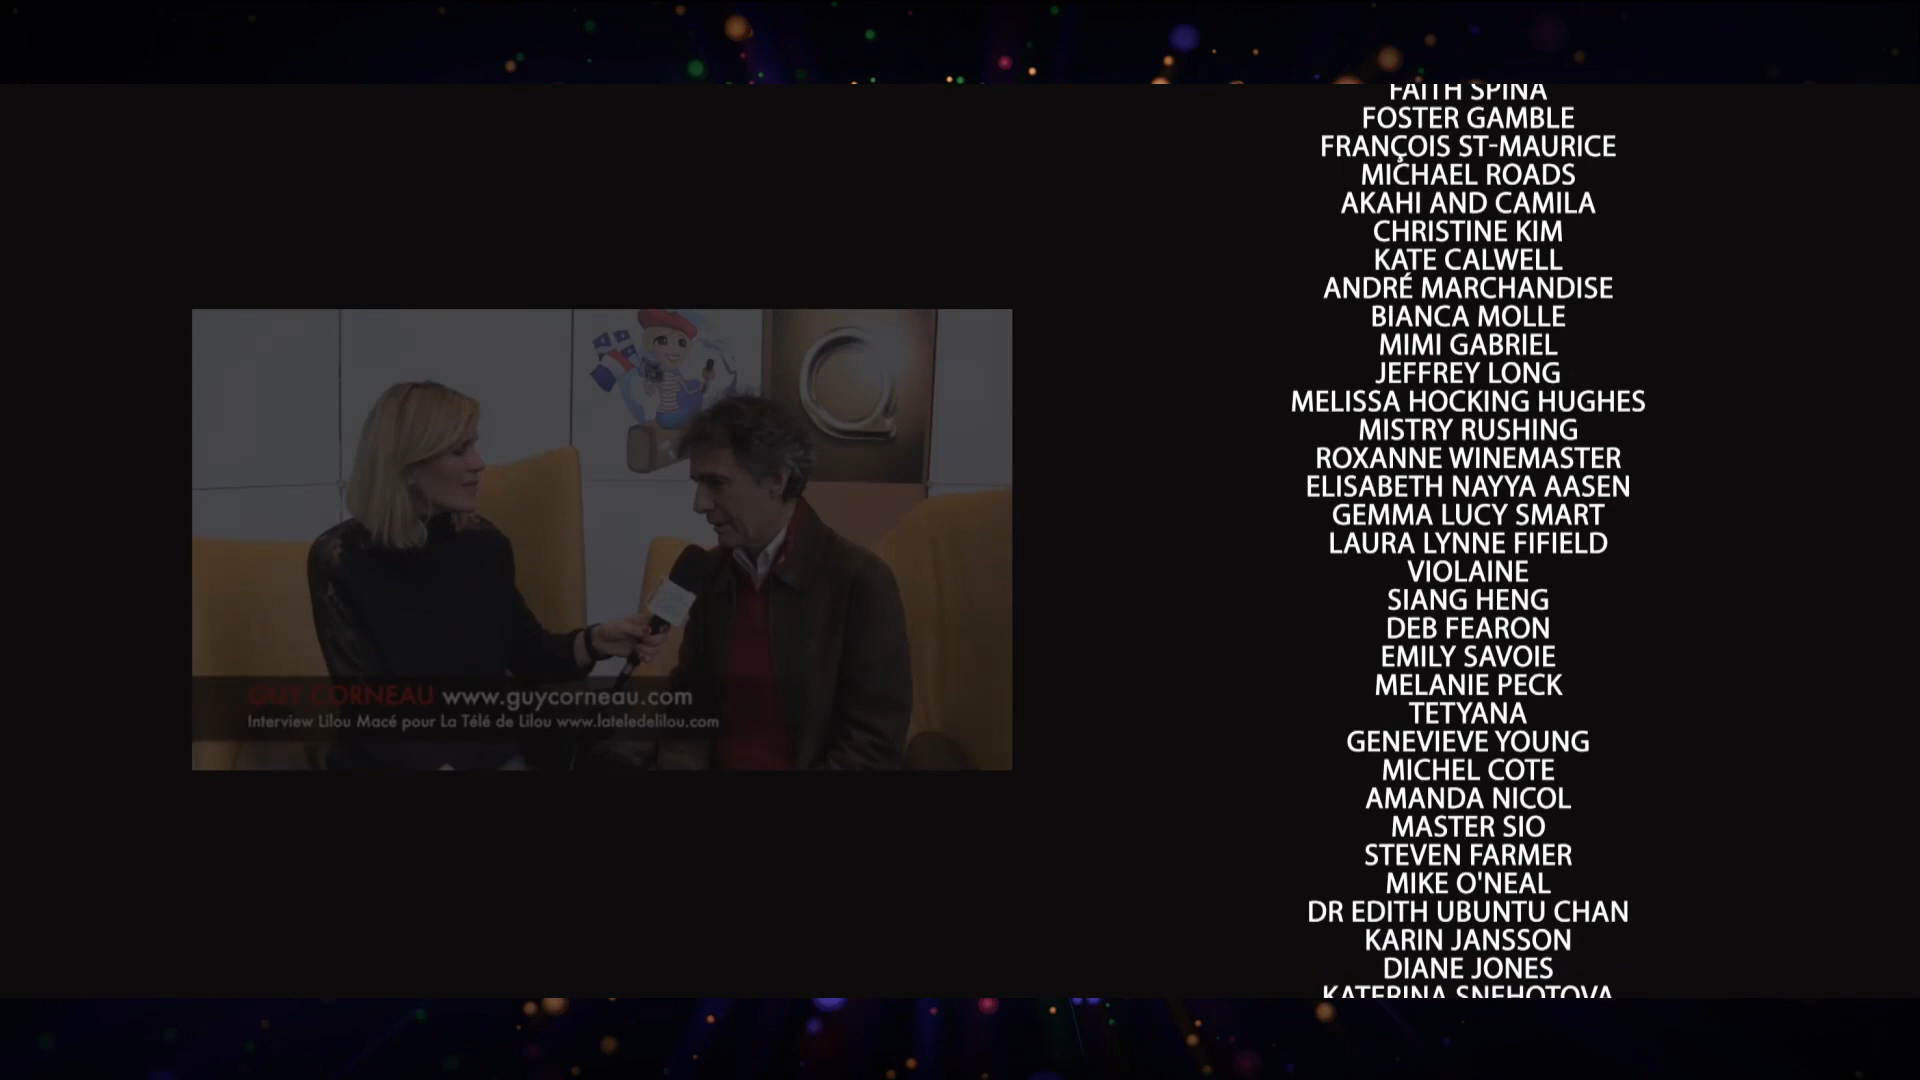 GUY CORNEAU www.guycorneau.com
Interview Lilou Macé pour La Télé de Lilou www.lateledelilou.com
FAITH SPINA
FOSTER GAMBLE
FRANÇOIS ST-MAURICE
MICHAEL ROADS
AKAHI AND CAMILA
CHRISTINE KIM
KATE CALWELL
ANDRÉ MARCHANDISE
BIANCA MOLLE
MIMI GABRIEL
JEFFREY LONG
MELISSA HOCKING HUGHES
MISTRY RUSHING
ROXANNE WINEMASTER
ELISABETH NAYYA AASEN
GEMMA LUCY SMART
LAURA LYNNE FIFIELD
VIOLAINE
SIANG HENG
DEB FEARON
EMILY SAVOIE
MELANIE PECK
TETYANA
GENEVIEVE YOUNG
MICHEL COTE
AMANDA NICOL
MASTER SIO
STEVEN FARMER
MIKE O'NEAL
DR EDITH UBUNTU CHAN
KARIN JANSSON
DIANE JONES
KATERINA SNEHOTOVA